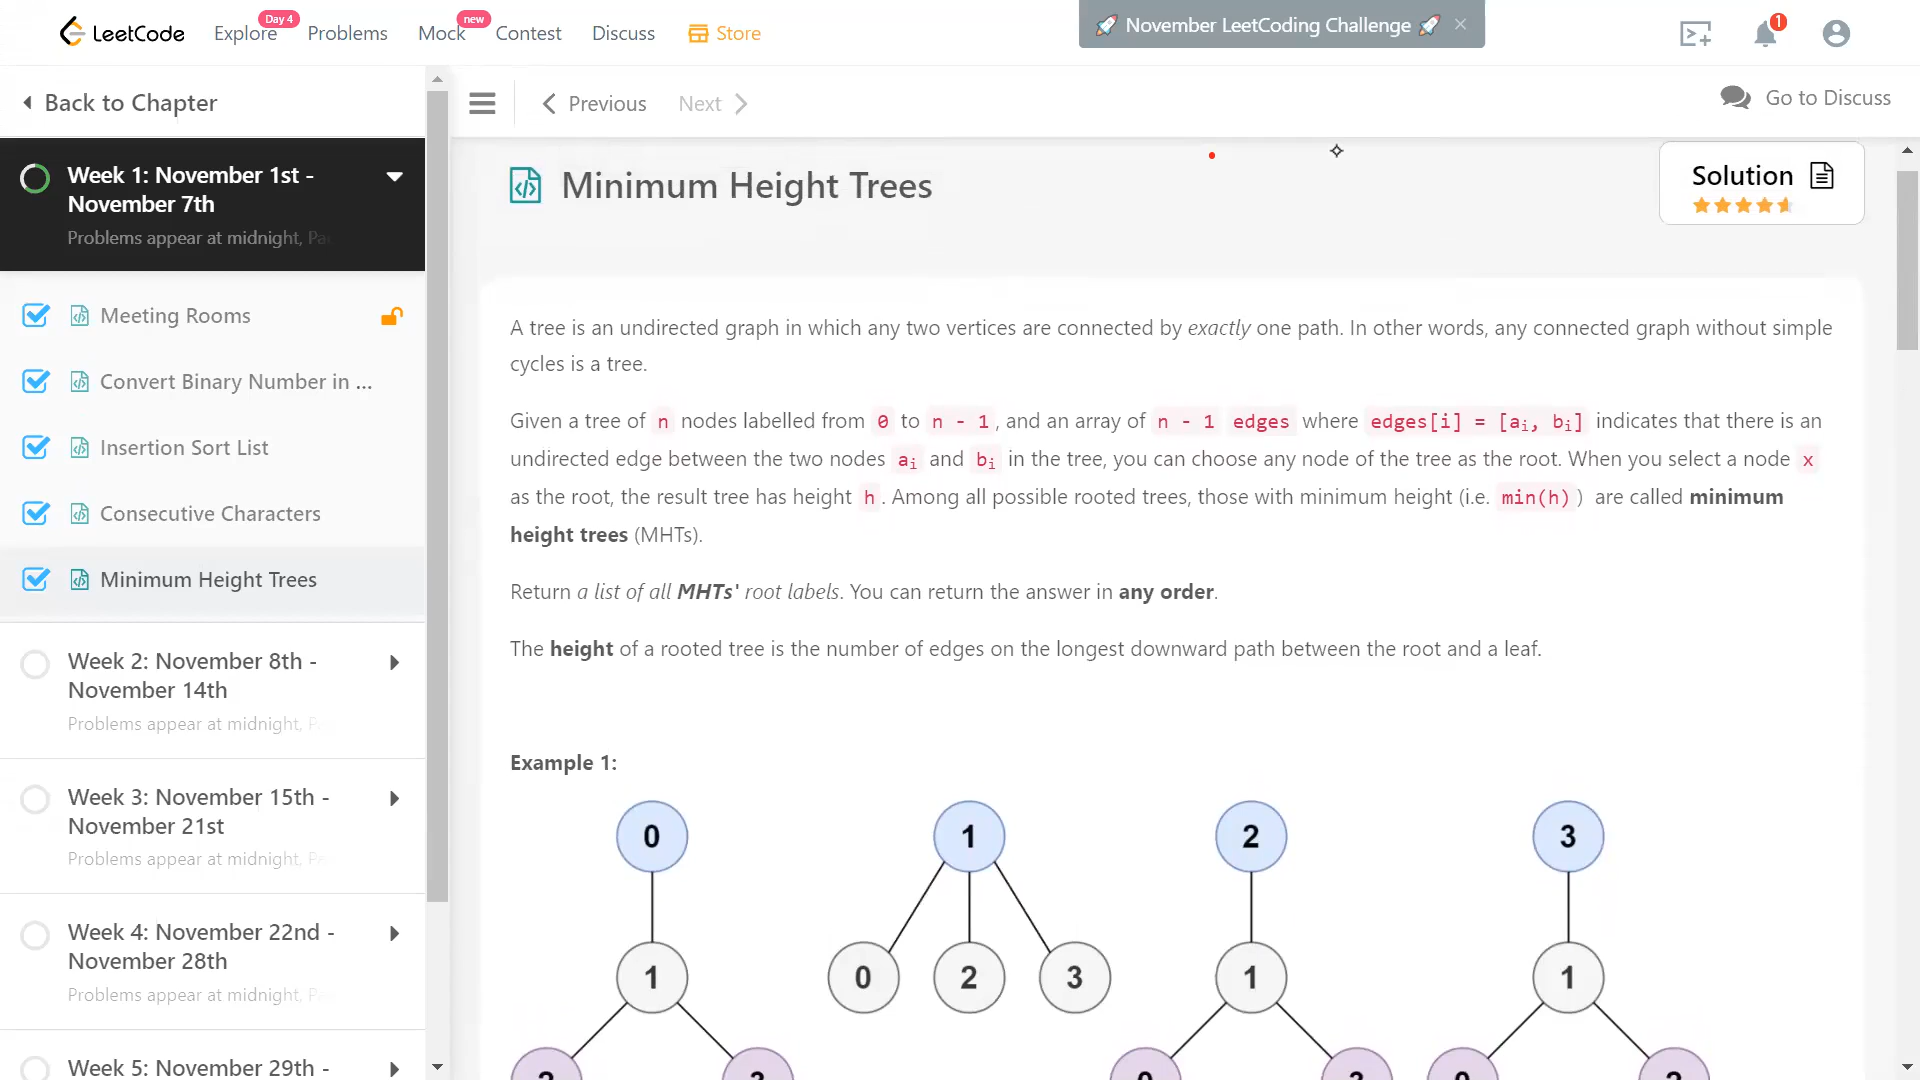 LeetCode
Explore
Day 4
Problems
Mock
new
Contest
Discuss
Store
🚀 November LeetCoding Challenge 🚀 ×
1
Back to Chapter
Week 1: November 1st -
November 7th
Problems appear at midnight, Pa
Meeting Rooms
Convert Binary Number in ...
Insertion Sort List
Consecutive Characters
Minimum Height Trees
Week 2: November 8th -
November 14th
Problems appear at midnight, P
Week 3: November 15th -
November 21st
Problems appear at midnight, P
Week 4: November 22nd -
November 28th
Problems appear at midnight, P
Week 5: November 29th -
Previous
Next
Go to Discuss
Minimum Height Trees
Solution
A tree is an undirected graph in which any two vertices are connected by exactly one path. In other words, any connected graph without simple
cycles is a tree.
Given a tree of n nodes labelled from 0 to n - 1, and an array of n - 1 edges where edges[i] = [ai, bi] indicates that there is an
undirected edge between the two nodes ai and bi in the tree, you can choose any node of the tree as the root. When you select a node x
as the root, the result tree has height h. Among all possible rooted trees, those with minimum height (i.e. min(h)) are called minimum
height trees (MHTs).
Return a list of all MHTs' root labels. You can return the answer in any order.
The height of a rooted tree is the number of edges on the longest downward path between the root and a leaf.
Example 1:
0 1 2 3
1 0 2 3 1 1